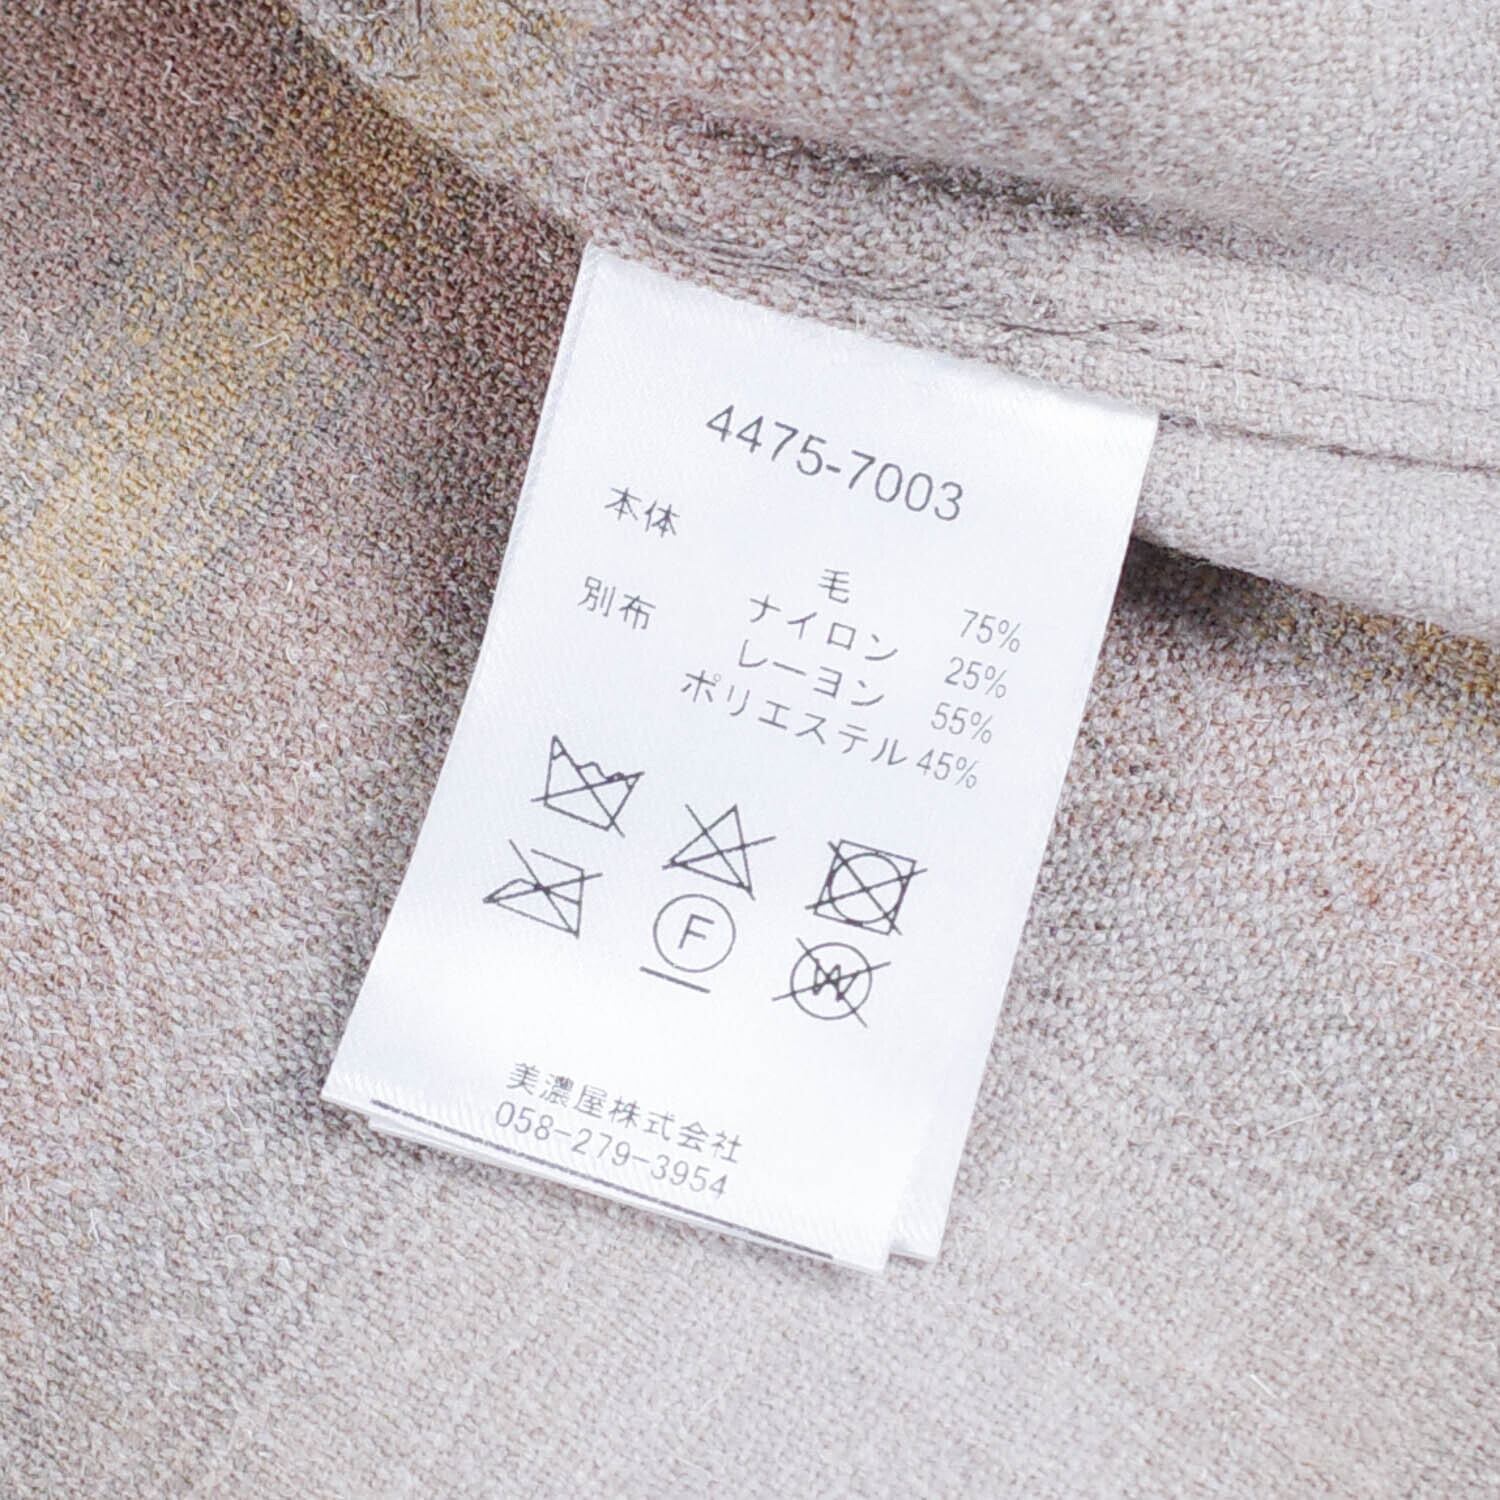 4475-7003
本体
毛 75%
別布 ナイロン 25%
レーヨン 55%
ポリエステル 45%
F
W
美濃屋株式会社
058-279-3954